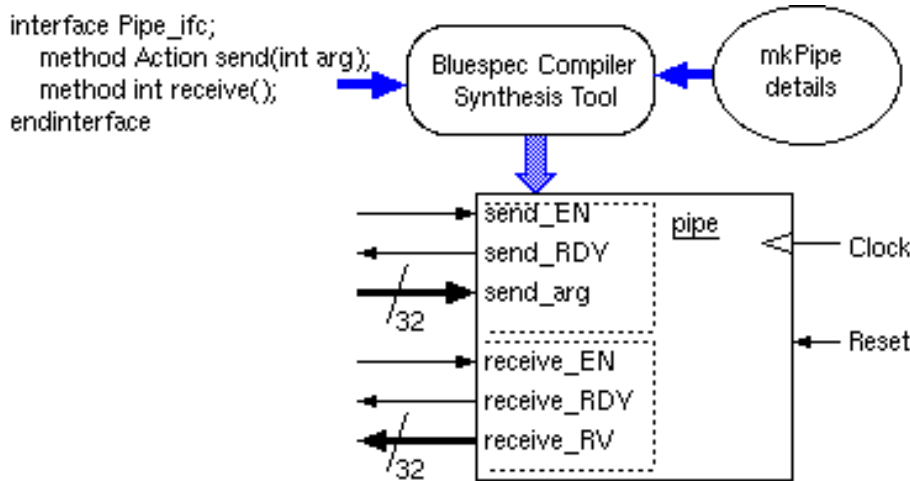 interface Pipe_ifc;
method Action send(int arg);
method int receive();
endinterface
Bluespec Compiler
Synthesis Tool
mkPipe
details
send_EN
send_RDY
send_arg
32
receive_EN
receive_RDY
receive_RV
32
pipe
Clock
Reset